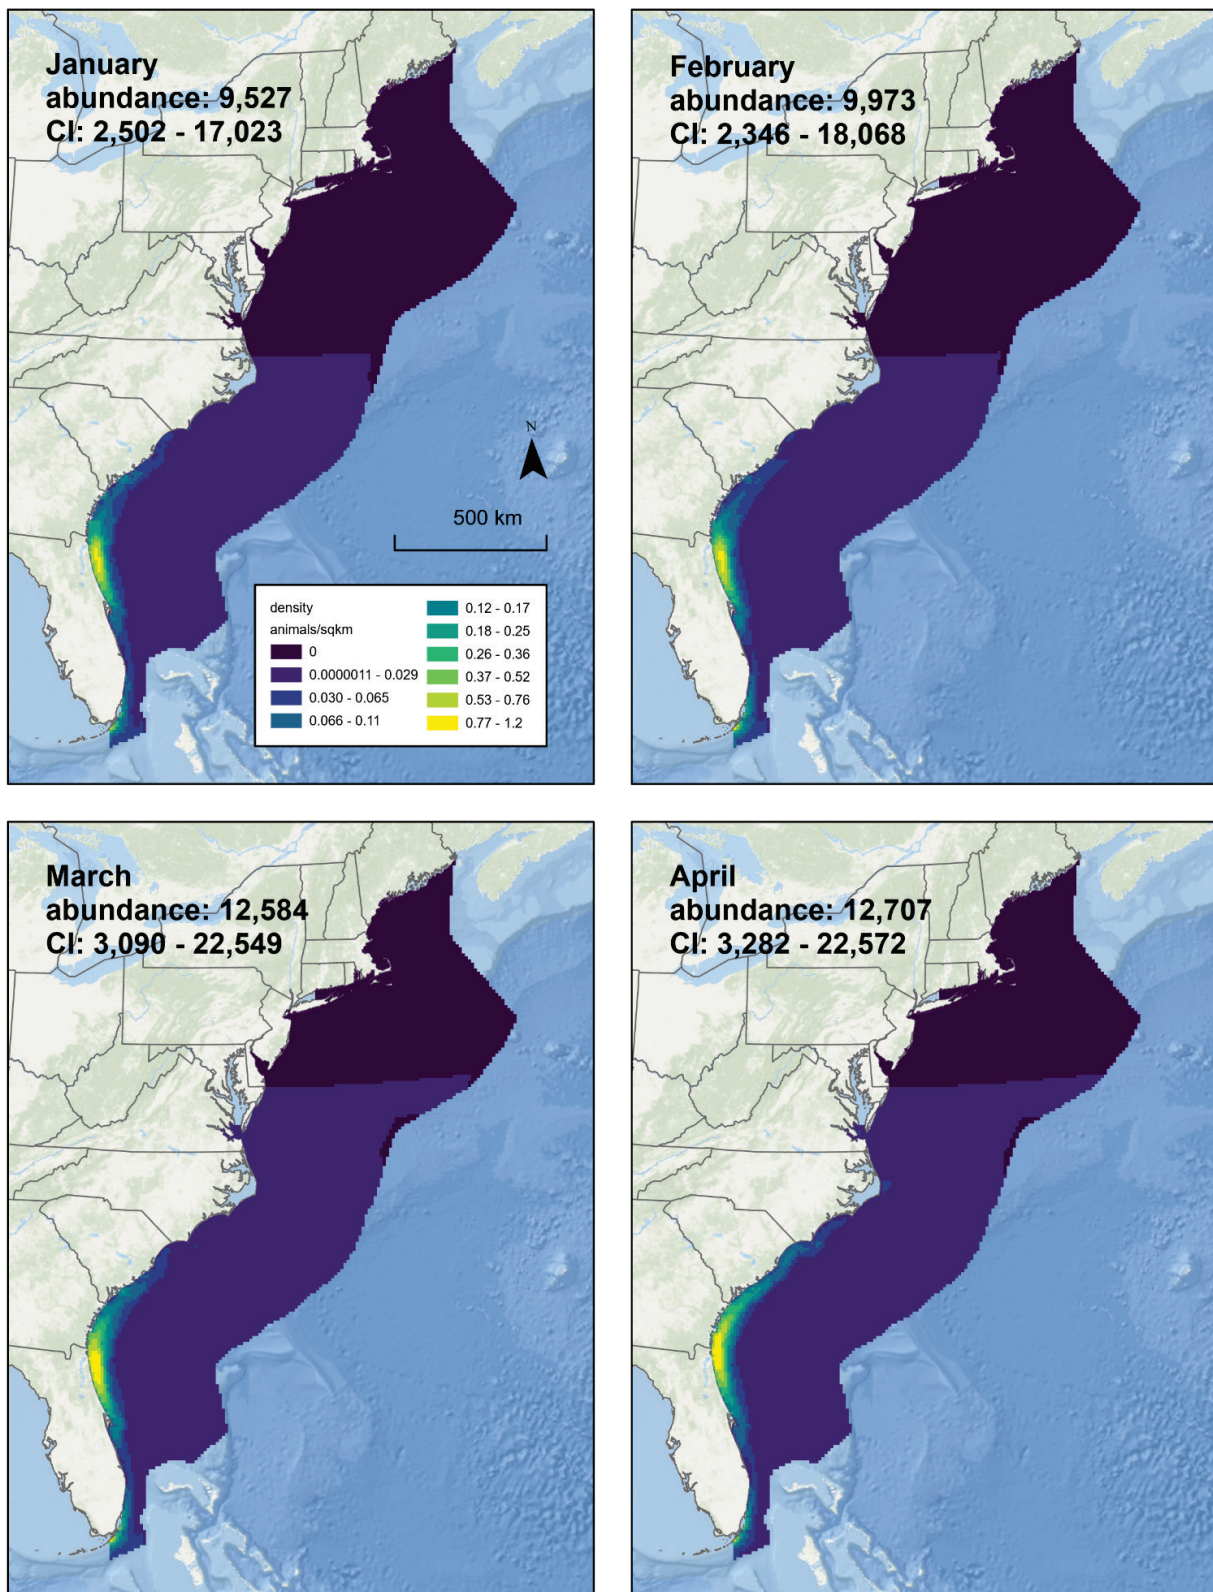 January
abundance: 9,527
CI: 2,502 - 17,023
N
500 km
density
animals/sqkm
0
0.0000011 - 0.029
0.030 - 0.065
0.066 - 0.11
0.12 - 0.17
0.18 - 0.25
0.26 - 0.36
0.37 - 0.52
0.53 - 0.76
0.77 - 1.2
February
abundance: 9,973
CI: 2,346 - 18,068
March
abundance: 12,584
CI: 3,090 - 22,549
April
abundance: 12,707
CI: 3,282 - 22,572